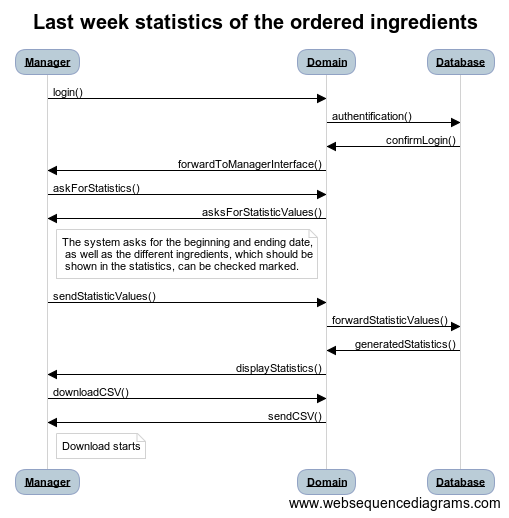 Last week statistics of the ordered ingredients
Manager
Domain
Database
login()
authentification()
confirmLogin()
forwardToManagerInterface()
askForStatistics()
asksForStatisticValues()
The system asks for the beginning and ending date,
as well as the different ingredients, which should be
shown in the statistics, can be checked marked.
sendStatisticValues()
forwardStatisticValues()
generatedStatistics()
displayStatistics()
downloadCSV()
sendCSV()
Download starts
Manager
Domain
Database
www.websequencediagrams.com